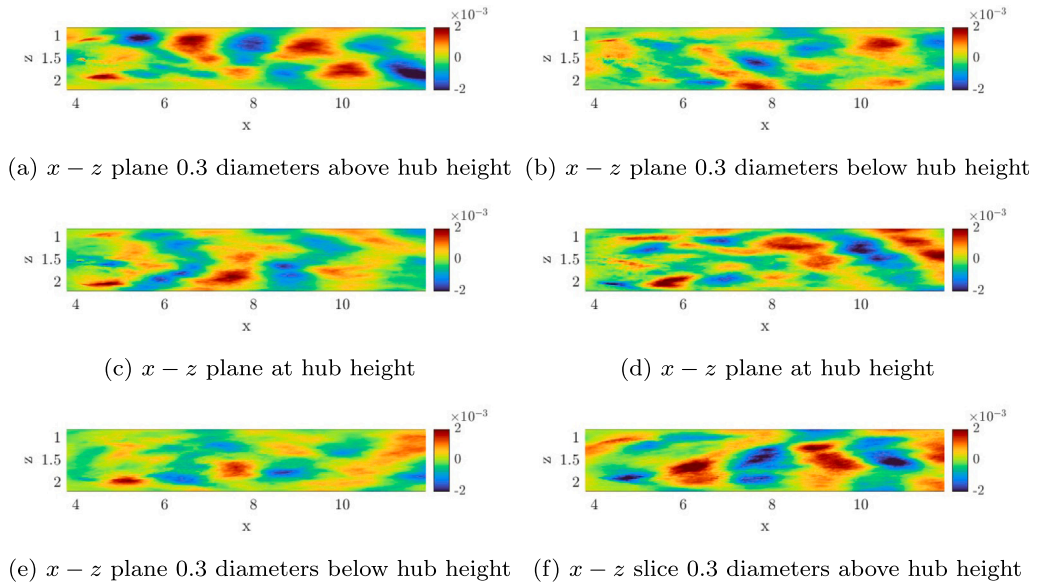 ×10⁻³ ×10⁻³
1 2 1 2
z 1.5 0 z 1.5 0
2 -2 2 -2
4 6 8 10 4 6 8 10
x x
(a) x − z plane 0.3 diameters above hub height (b) x − z plane 0.3 diameters below hub height
×10⁻³ ×10⁻³
1 2 1 2
z 1.5 0 z 1.5 0
2 -2 2 -2
4 6 8 10 4 6 8 10
x x
(c) x − z plane at hub height (d) x − z plane at hub height
×10⁻³ ×10⁻³
1 2 1 2
z 1.5 0 z 1.5 0
2 -2 2 -2
4 6 8 10 4 6 8 10
x x
(e) x − z plane 0.3 diameters below hub height (f) x − z slice 0.3 diameters above hub height